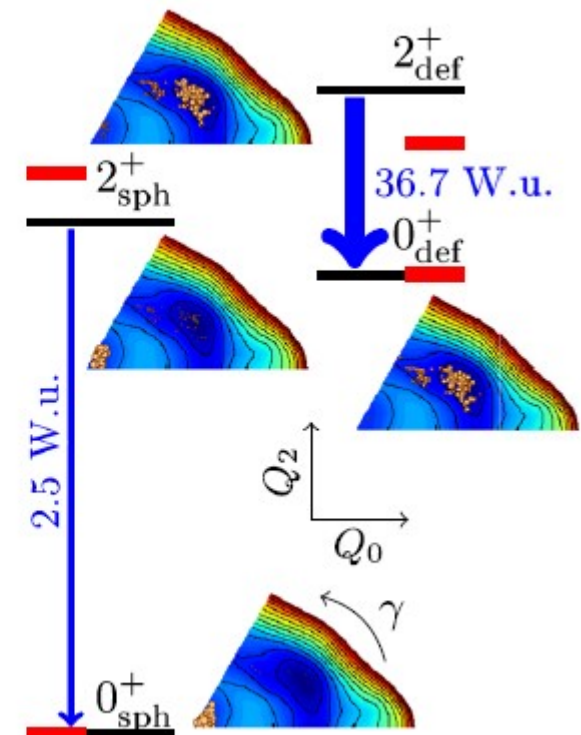 2⁺def
2⁺sph
36.7 W.u.
0⁺def
2.5 W.u.
Q₂
Q₀
γ
0⁺sph